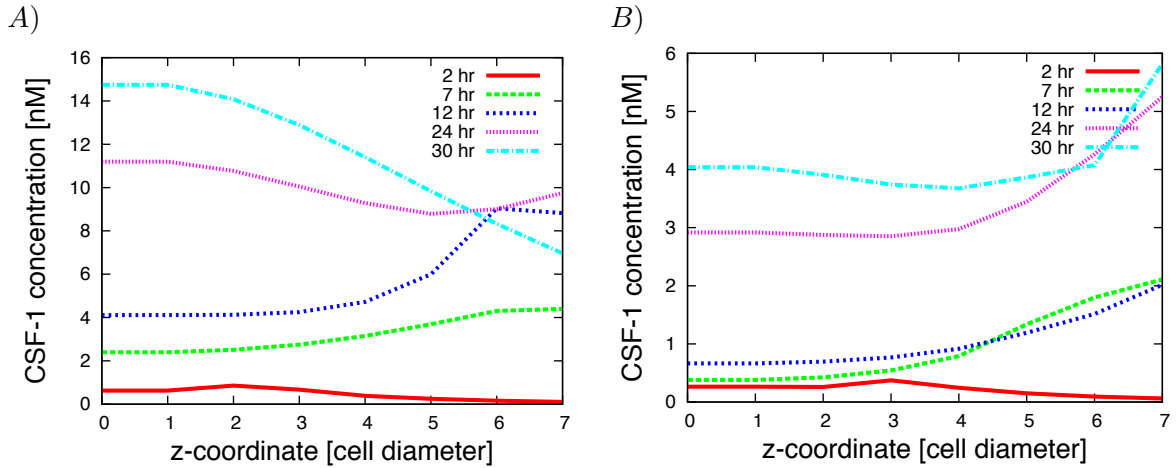 A)
CSF-1 concentration [nM]
16
14
12
10
8
6
4
2
0
2 hr
7 hr
12 hr
24 hr
30 hr
0 1 2 3 4 5 6 7
z-coordinate [cell diameter]
B)
CSF-1 concentration [nM]
6
5
4
3
2
1
0
2 hr
7 hr
12 hr
24 hr
30 hr
0 1 2 3 4 5 6 7
z-coordinate [cell diameter]